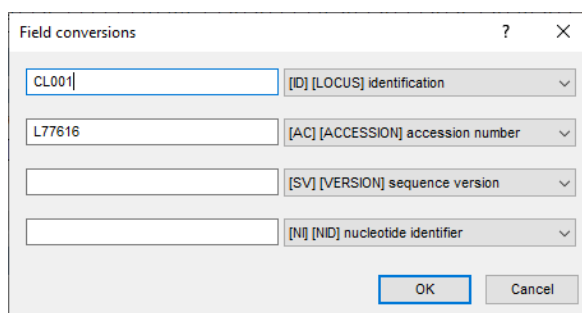 Field conversions ?
CL001 [ID] [LOCUS] identification
L77616 [AC] [ACCESSION] accession number
[SV] [VERSION] sequence version
[NI] [NID] nucleotide identifier
OK Cancel